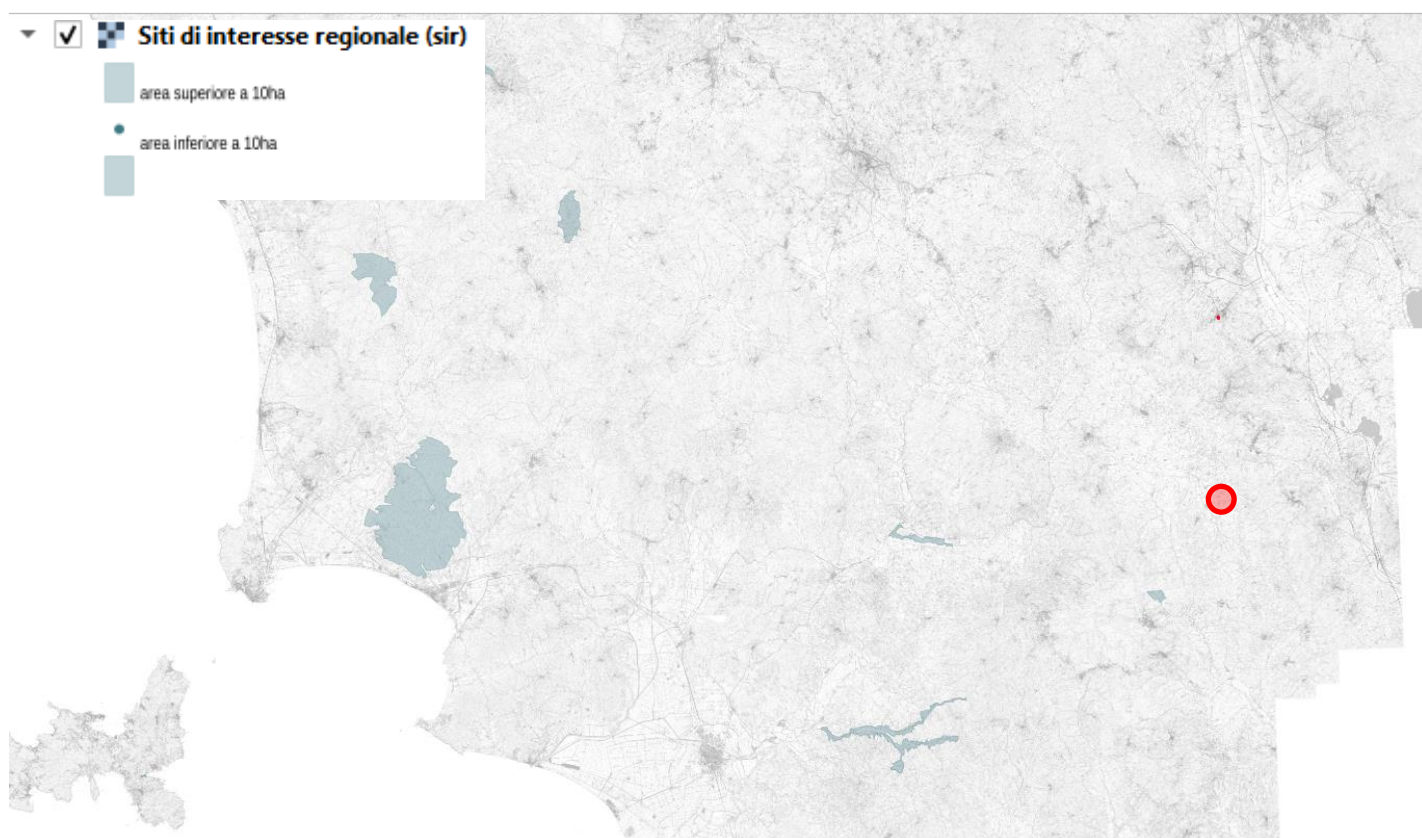 Siti di interesse regionale (sir)
area superiore a 10ha
area inferiore a 10ha